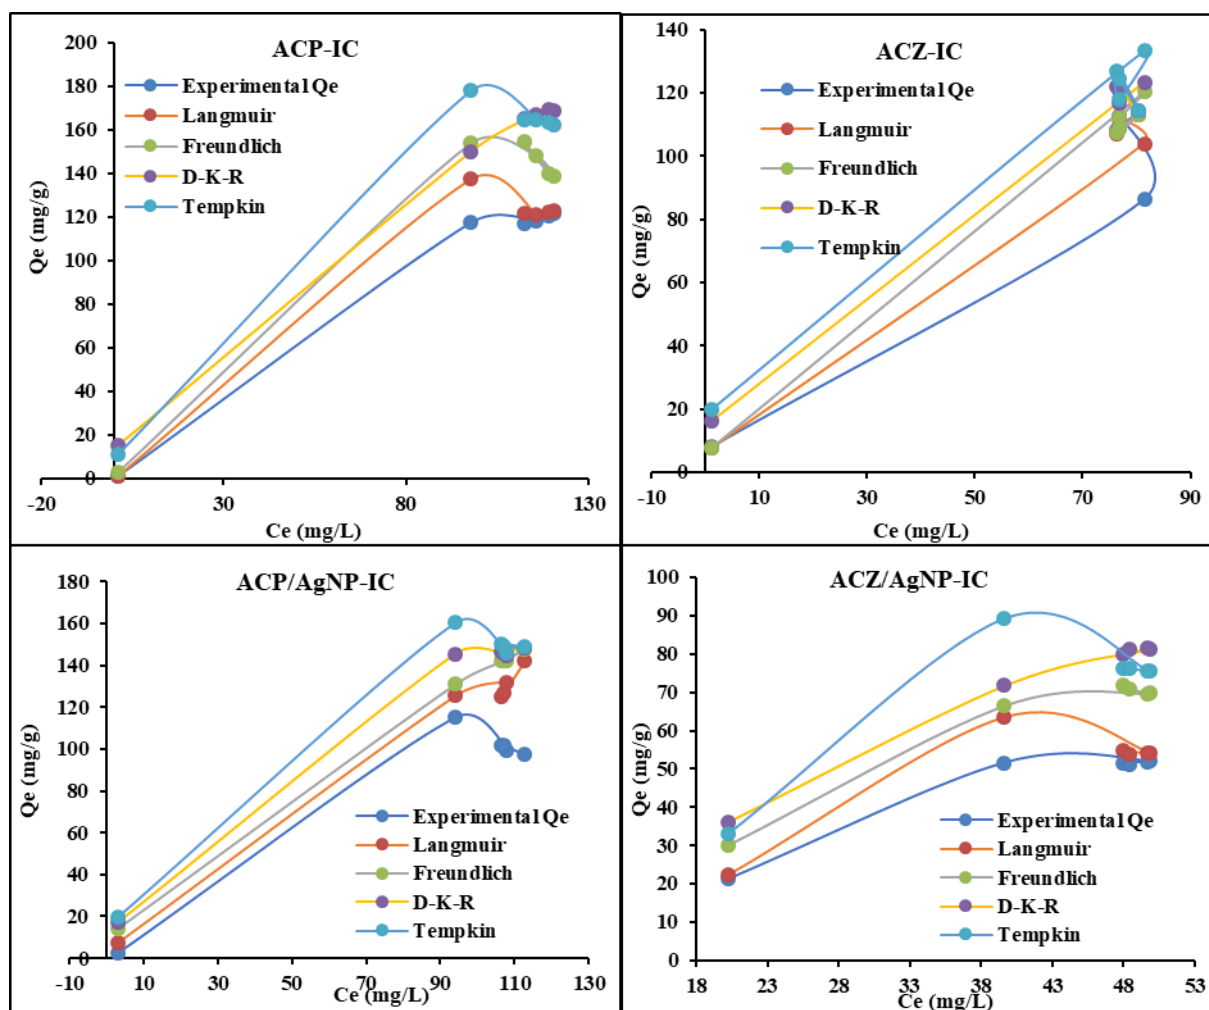 ACP-IC
200
180
160
140
120
100
80
60
40
20
0
Qe (mg/g)
Experimental Qe
Langmuir
Freundlich
D-K-R
Tempkin
-20
30
80
130
Ce (mg/L)
ACZ-IC
140
120
100
80
60
40
20
0
Qe (mg/g)
Experimental Qe
Langmuir
Freundlich
D-K-R
Tempkin
-10
10
30
50
70
90
Ce (mg/L)
ACP/AgNP-IC
180
160
140
120
100
80
60
40
20
0
Qe (mg/g)
Experimental Qe
Langmuir
Freundlich
D-K-R
Tempkin
-10
10
30
50
70
90
110
130
Ce (mg/L)
ACZ/AgNP-IC
100
90
80
70
60
50
40
30
20
10
0
Qe (mg/g)
Experimental Qe
Langmuir
Freundlich
D-K-R
Tempkin
18
23
28
33
38
43
48
53
Ce (mg/L)